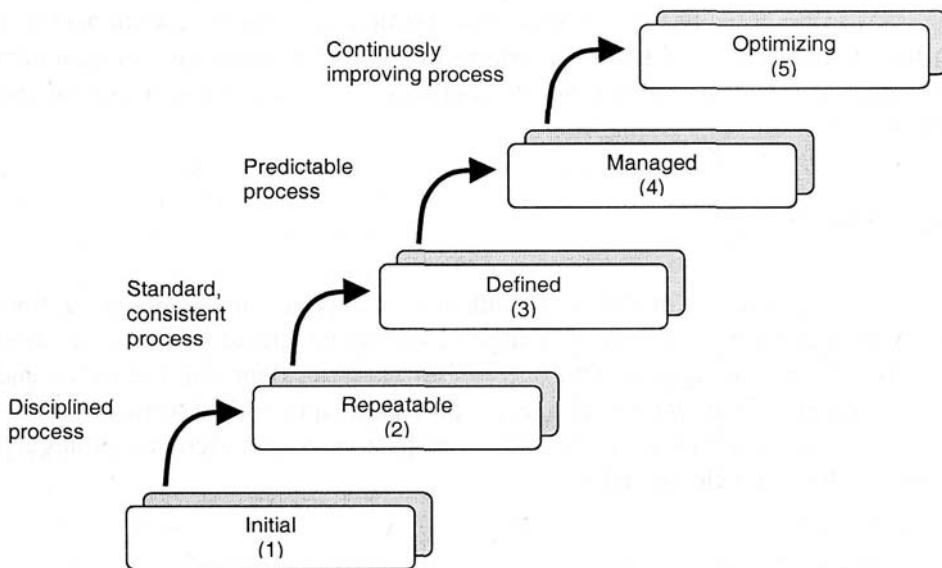 Continuosly
improving process
Optimizing
(5)
Predictable
process
Managed
(4)
Standard,
consistent
process
Defined
(3)
Disciplined
process
Repeatable
(2)
Initial
(1)